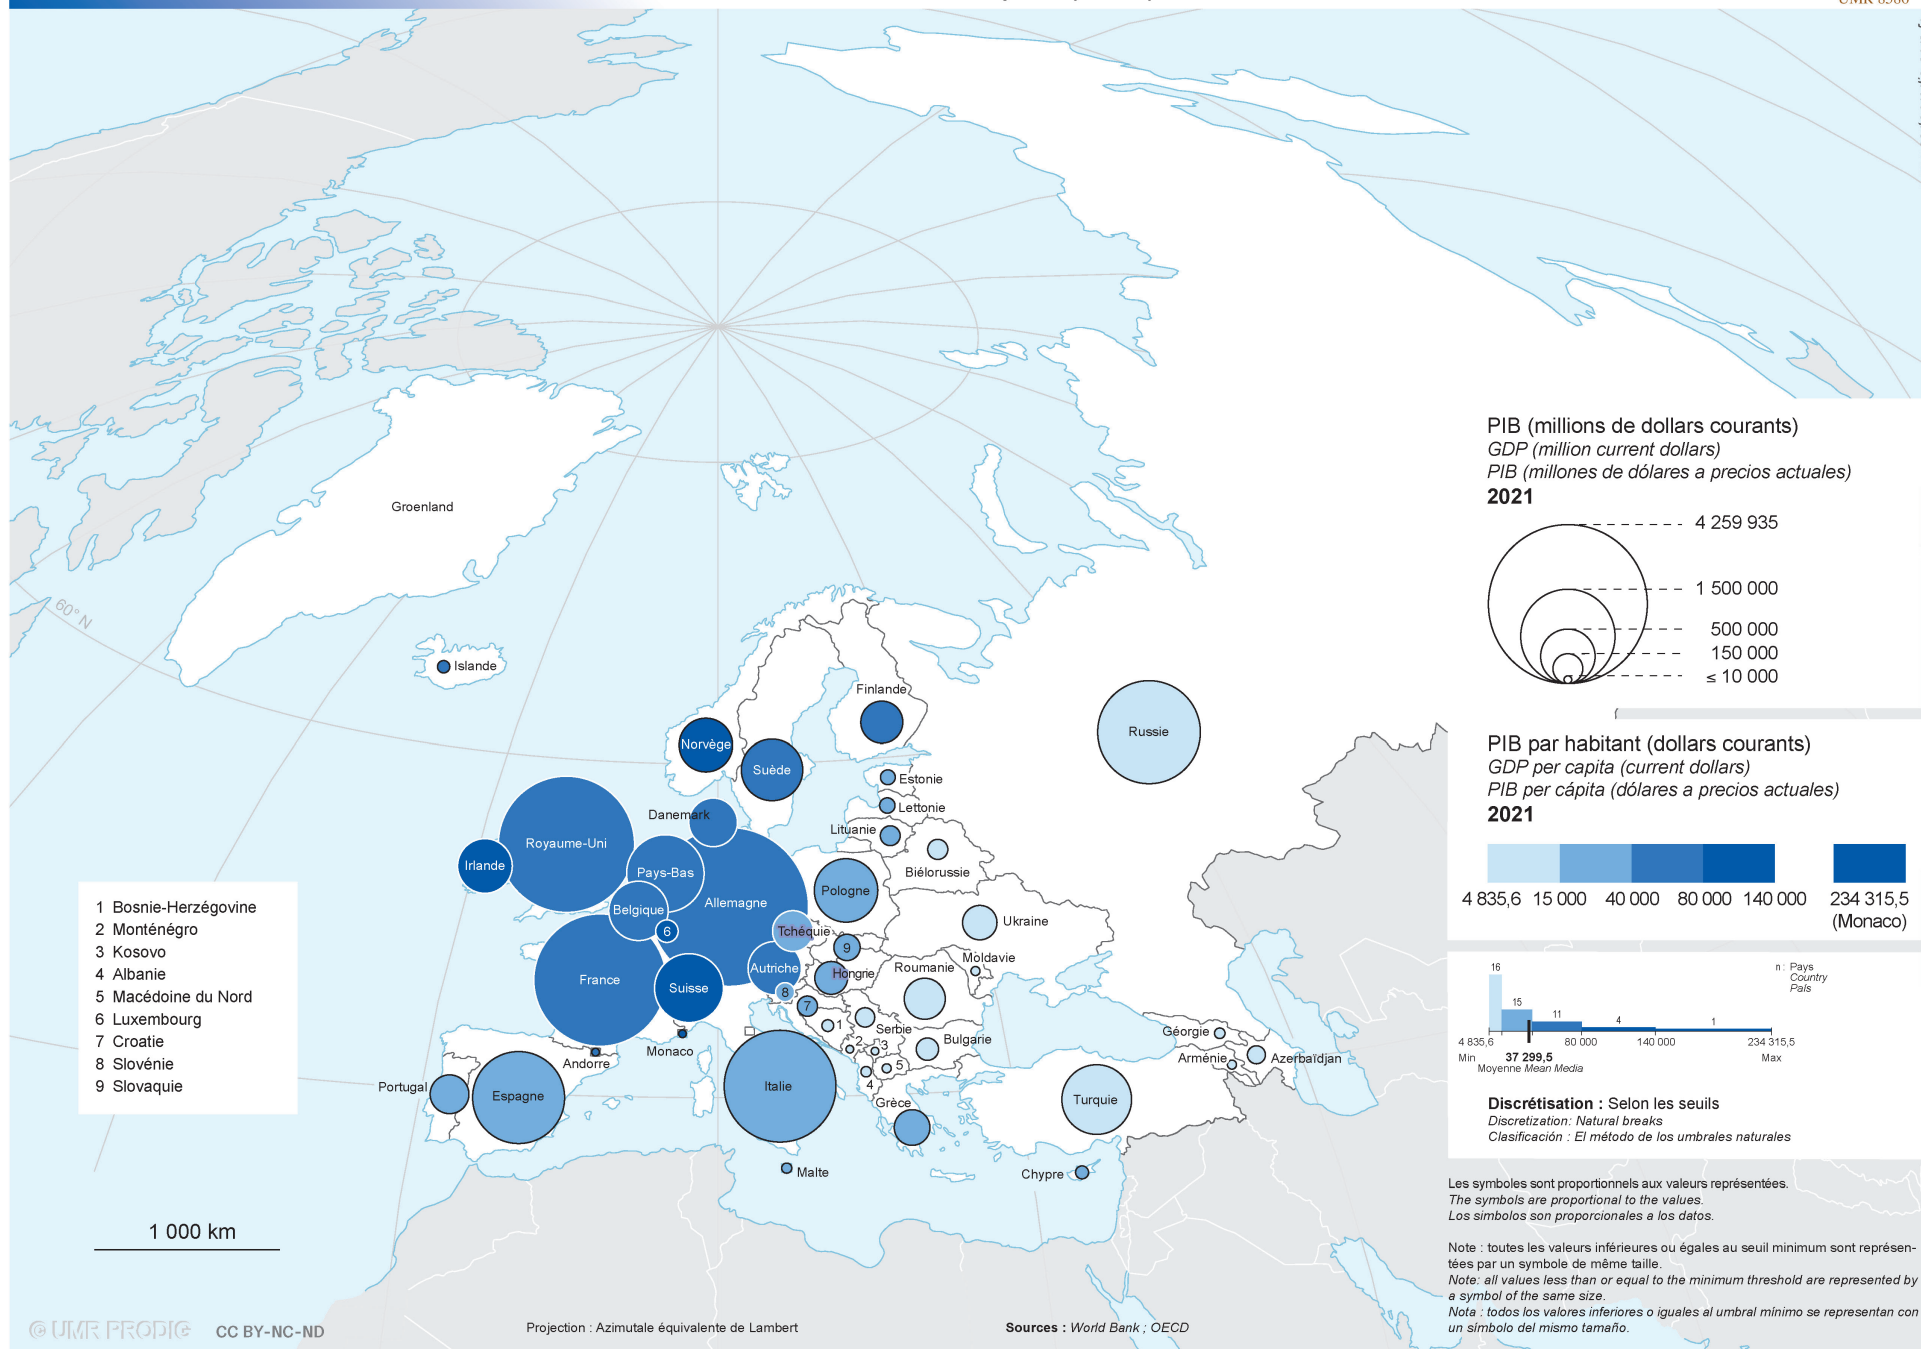 UMR 8586
Groenland
60° N
Islande
Finlande
Norvège
Suède
Russie
Estonie
Lettonie
Danemark
Lituanie
Royaume-Uni
Irlande
Pays-Bas
Biélorussie
Pologne
Allemagne
Belgique
Ukraine
6
Tchéquie
9
Moldavie
Autriche
Hongrie
Roumanie
France
Suisse
8
7
1
Serbie
Géorgie
2
3
Bulgarie
Monaco
Andorre
Arménie
Azerbaïdjan
5
4
Portugal
Espagne
Italie
Grèce
Turquie
Malte
Chypre
1 Bosnie-Herzégovine
2 Monténégro
3 Kosovo
4 Albanie
5 Macédoine du Nord
6 Luxembourg
7 Croatie
8 Slovénie
9 Slovaquie
1 000 km
PIB (millions de dollars courants)
GDP (million current dollars)
PIB (millones de dólares a precios actuales)
2021
4 259 935
1 500 000
500 000
150 000
≤ 10 000
PIB par habitant (dollars courants)
GDP per capita (current dollars)
PIB per cápita (dólares a precios actuales)
2021
4 835,6 15 000 40 000 80 000 140 000 234 315,5
(Monaco)
16
15
11
4
1
n : Pays
Country
País
4 835,6 80 000 140 000 234 315,5
Min 37 299,5 Max
Moyenne Mean Media
Discrétisation : Selon les seuils
Discretization: Natural breaks
Clasificación : El método de los umbrales naturales
Les symboles sont proportionnels aux valeurs représentées.
The symbols are proportional to the values.
Los simbolos son proporcionales a los datos.
Note : toutes les valeurs inférieures ou égales au seuil minimum sont représen-
tées par un symbole de même taille.
Note: all values less than or equal to the minimum threshold are represented by
a symbol of the same size.
Nota : todos los valores inferiores o iguales al umbral mínimo se representan con
un símbolo del mismo tamaño.
© UMR PRODIG CC BY-NC-ND
Projection : Azimutale équivalente de Lambert
Sources : World Bank ; OECD